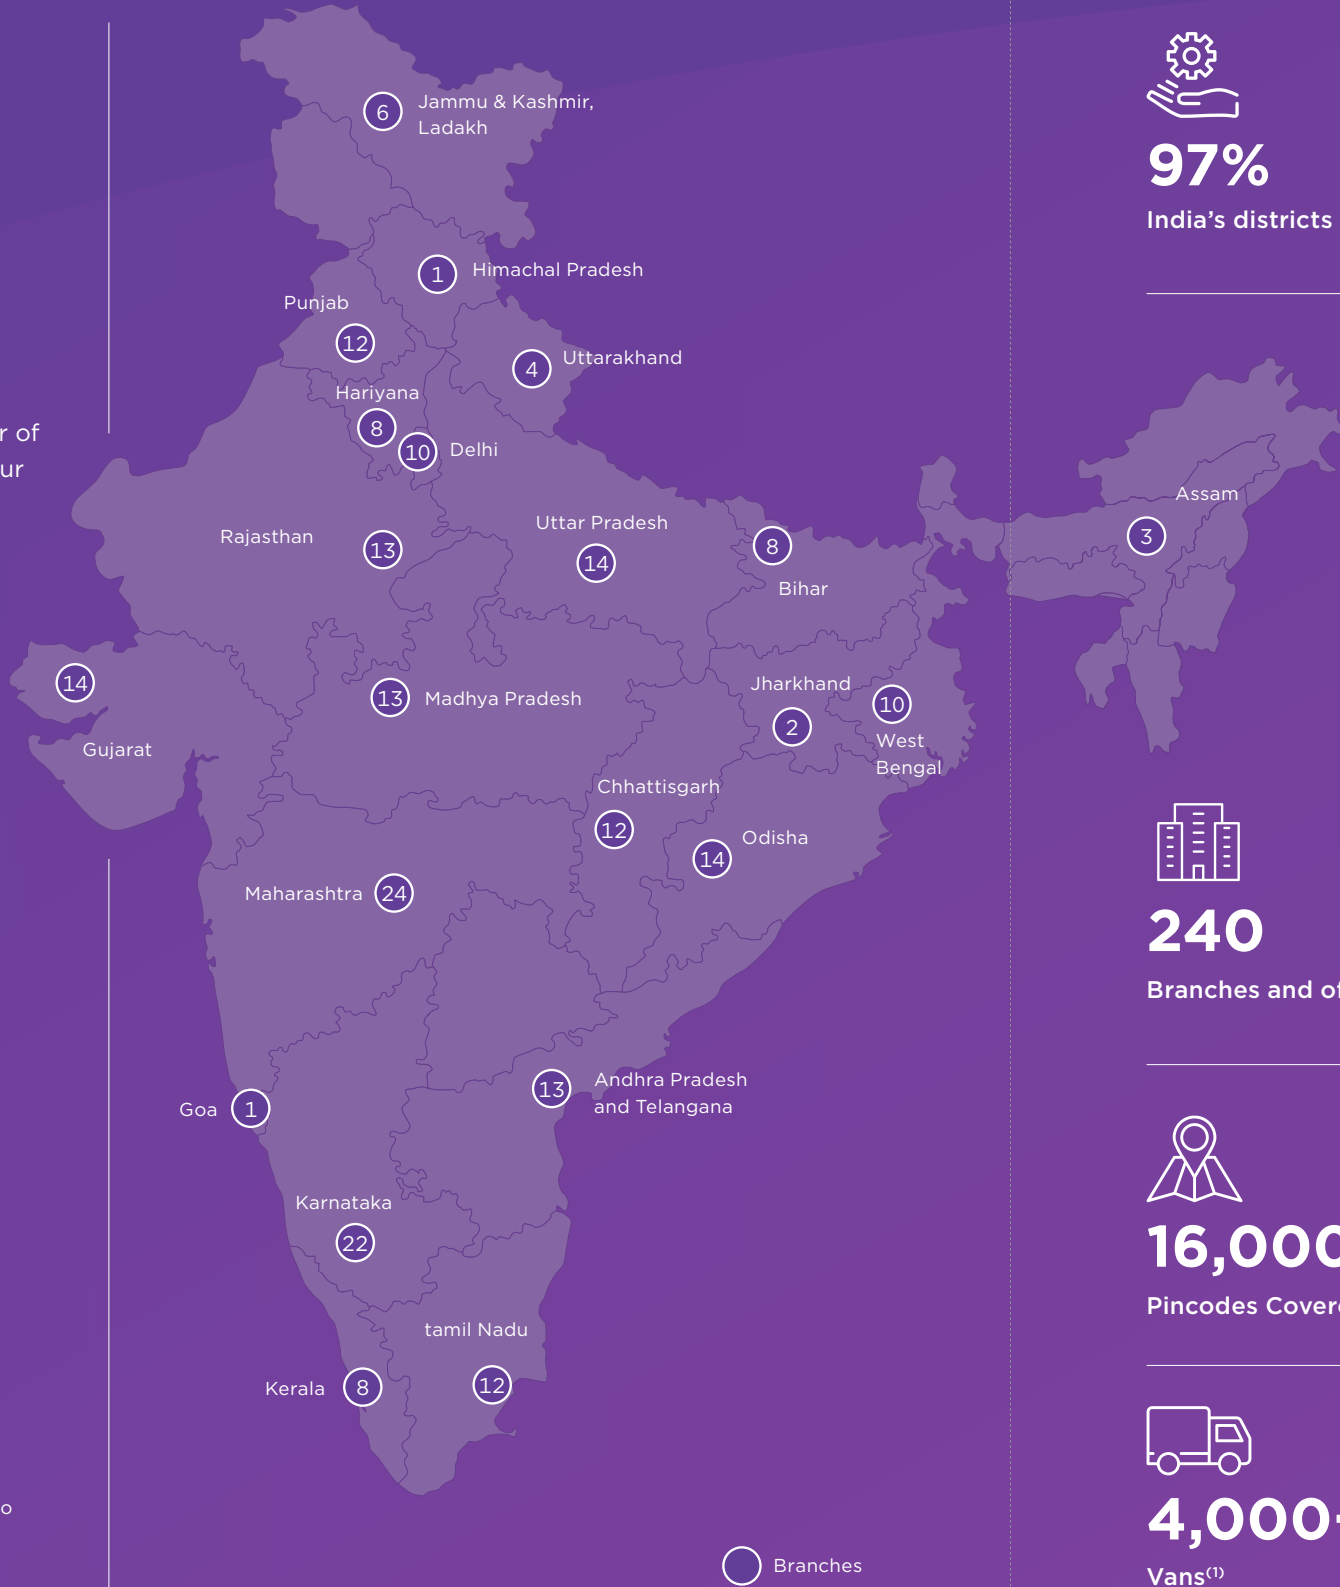 6
Jammu & Kashmir,
Ladakh
1
Himachal Pradesh
Punjab
12
4
Uttarakhand
Hariyana
8
10
Delhi
r of
ur
Rajasthan
13
Uttar Pradesh
14
8
Bihar
Assam
3
14
Gujarat
13
Madhya Pradesh
Jharkhand
2
10
West
Bengal
Chhattisgarh
12
Odisha
14
Maharashtra
24
13
Andhra Pradesh
and Telangana
Goa
1
Karnataka
22
tamil Nadu
12
Kerala
8
o
Branches
97%
India’s districts
240
Branches and of
16,000
Pincodes Cover
4,000
Vans(1)